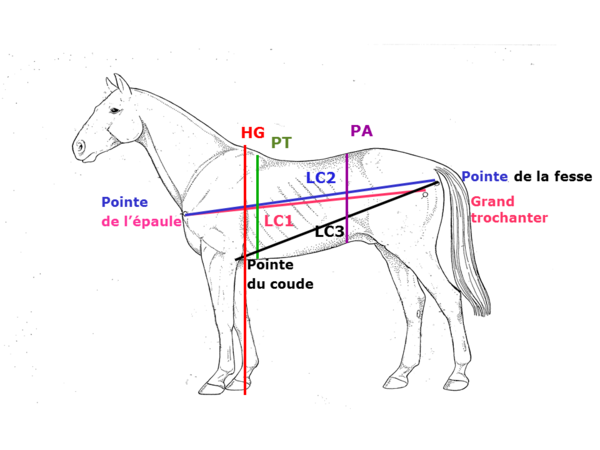 HG
PT
PA
LC2
Pointe de la fesse
Pointe
de l'épaule
Grand
trochanter
LC1
LC3
Pointe
du coude